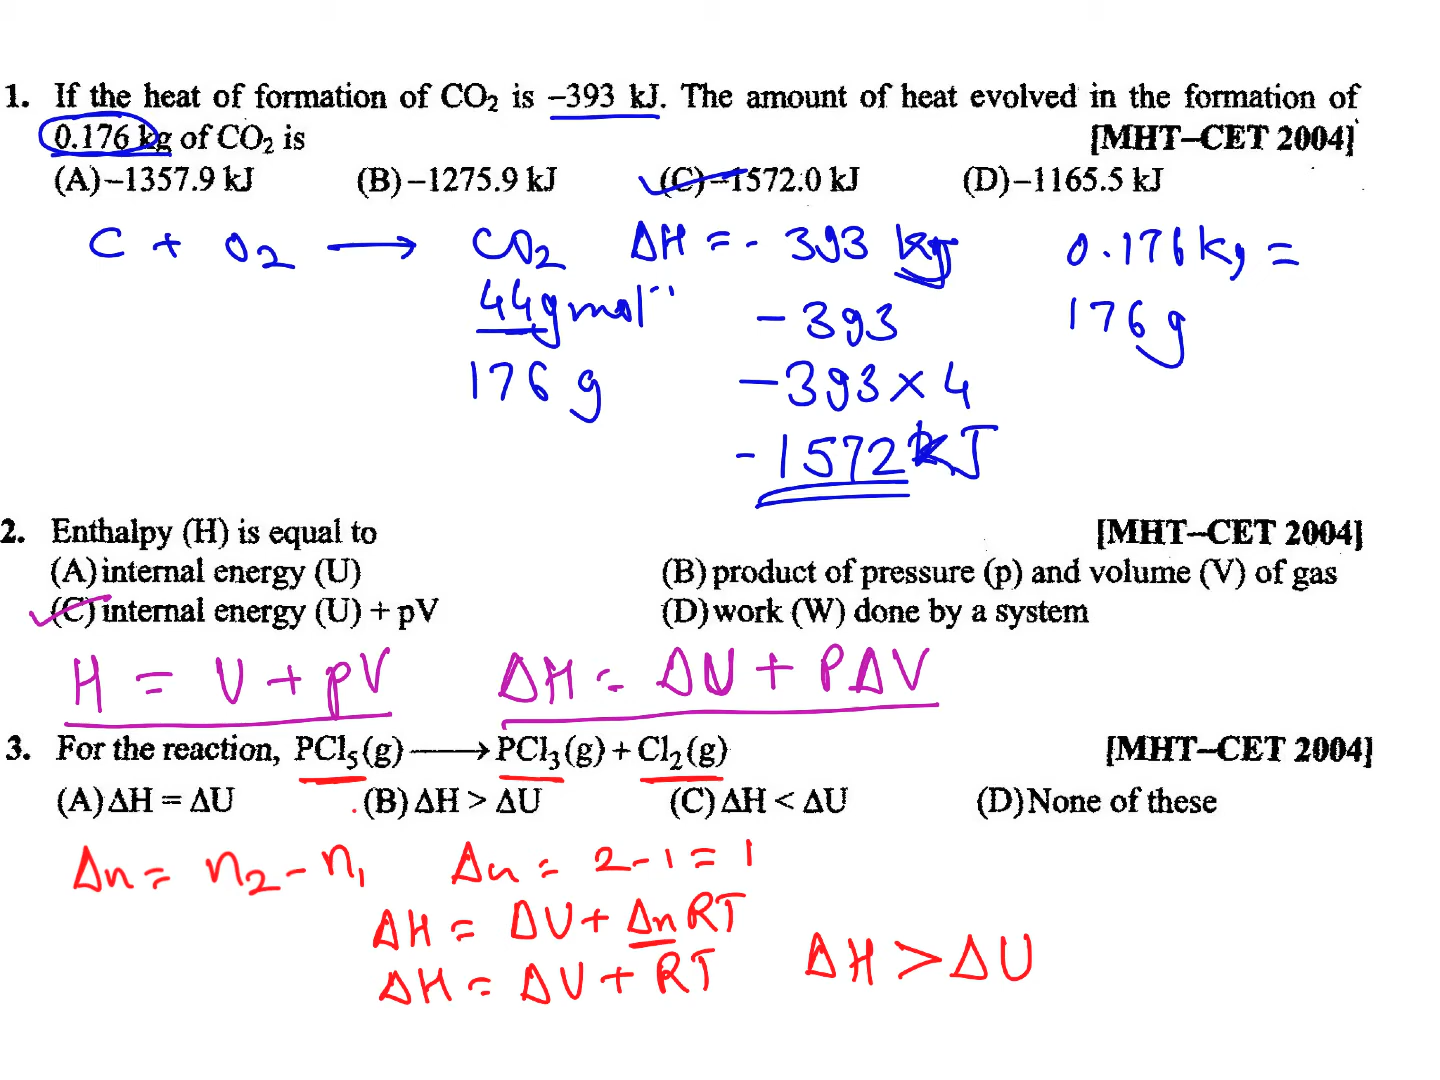 1. If the heat of formation of CO₂ is –393 kJ. The amount of heat evolved in the formation of
0.176 kg of CO₂ is [MHT–CET 2004]
(A) –1357.9 kJ (B) –1275.9 kJ (C) –1572.0 kJ (D) –1165.5 kJ
C + O₂ ⟶ CO₂ ΔH = - 393 kJ 0.176 kg =
44 g mol⁻¹ - 393 176 g
176 g - 393 × 4
- 1572 kJ
2. Enthalpy (H) is equal to [MHT–CET 2004]
(A) internal energy (U) (B) product of pressure (p) and volume (V) of gas
(C) internal energy (U) + pV (D) work (W) done by a system
H = U + pV ΔH = ΔU + PΔV
3. For the reaction, PCl₅(g) ⟶ PCl₃(g) + Cl₂(g) [MHT–CET 2004]
(A) ΔH = ΔU (B) ΔH > ΔU (C) ΔH < ΔU (D) None of these
Δn = n₂ - n₁ Δn = 2 - 1 = 1
ΔH = ΔU + Δn RT
ΔH = ΔU + RT ΔH > ΔU